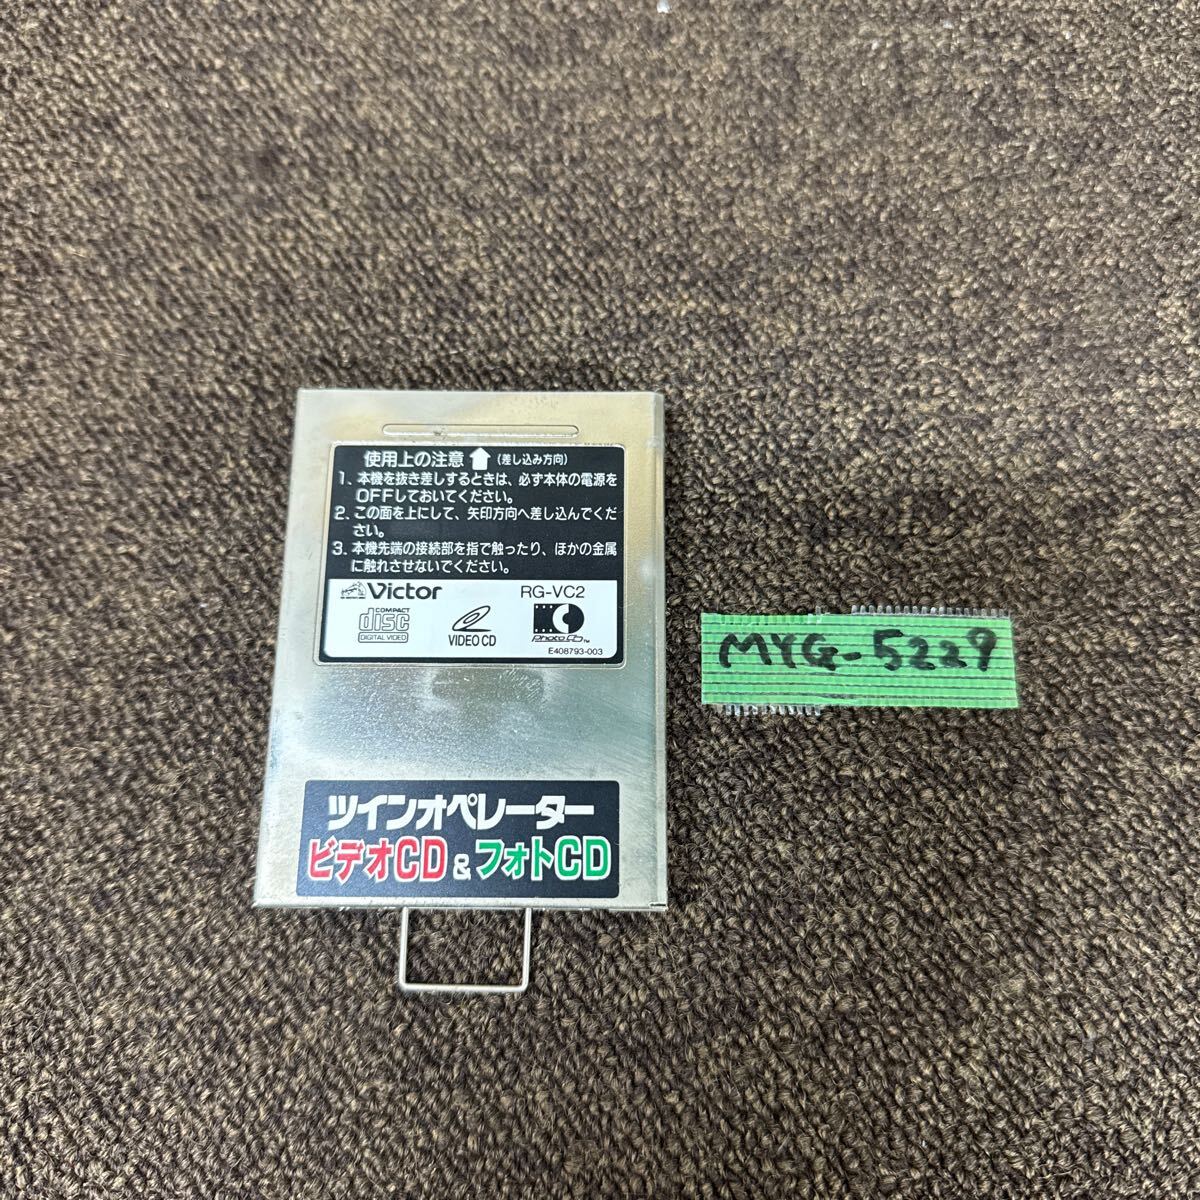 使用上の注意 (差し込み方向)
1、本機を抜き差しするときは、必ず本体の電源を
OFFしておいてください。
2、この面を上にして、矢印方向へ差し込んでくだ
さい。
3、本機先端の接続部を指で触ったり、ほかの金属
に触れさせないでください。
Victor RG-VC2
COMPACT
disc
DIGITAL VIDEO
VIDEO CD
Photo CD™
E408793-003
ツインオペレーター
ビデオCD&フォトCD
MYG-5229